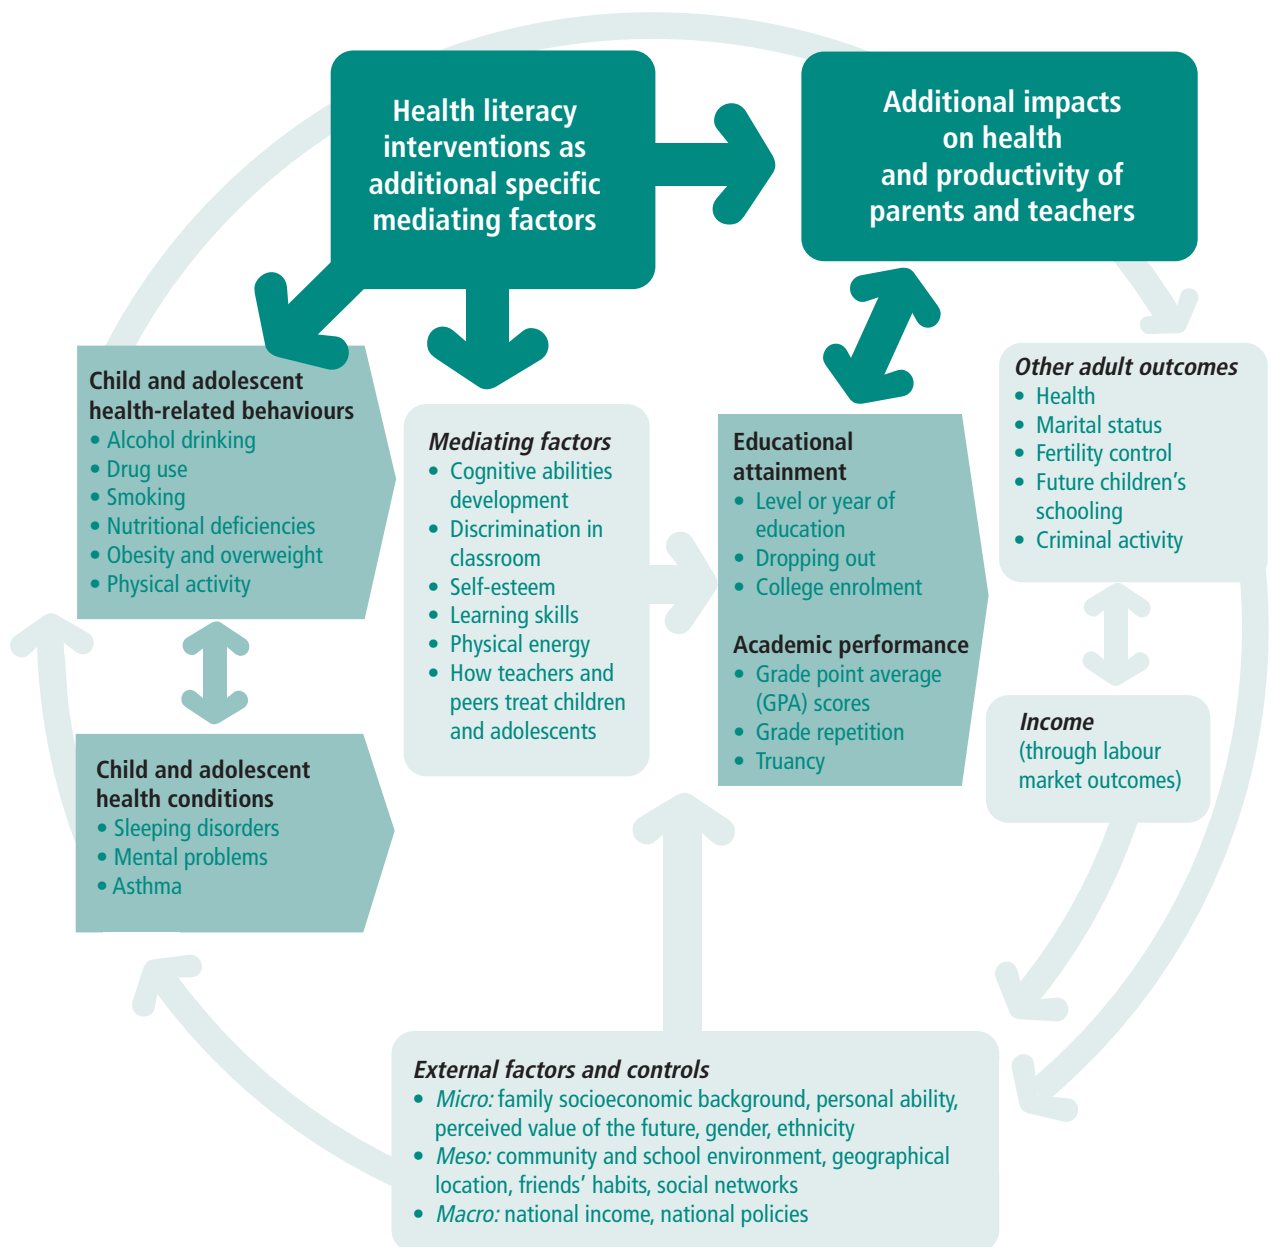 Health literacy
interventions as
additional specific
mediating factors
Additional impacts
on health
and productivity of
parents and teachers
Child and adolescent
health-related behaviours
• Alcohol drinking
• Drug use
• Smoking
• Nutritional deficiencies
• Obesity and overweight
• Physical activity
Child and adolescent
health conditions
• Sleeping disorders
• Mental problems
• Asthma
Mediating factors
• Cognitive abilities
development
• Discrimination in
classroom
• Self-esteem
• Learning skills
• Physical energy
• How teachers and
peers treat children
and adolescents
Educational
attainment
• Level or year of
education
• Dropping out
• College enrolment
Academic performance
• Grade point average
(GPA) scores
• Grade repetition
• Truancy
Other adult outcomes
• Health
• Marital status
• Fertility control
• Future children’s
schooling
• Criminal activity
Income
(through labour
market outcomes)
External factors and controls
• Micro: family socioeconomic background, personal ability,
perceived value of the future, gender, ethnicity
• Meso: community and school environment, geographical
location, friends’ habits, social networks
• Macro: national income, national policies